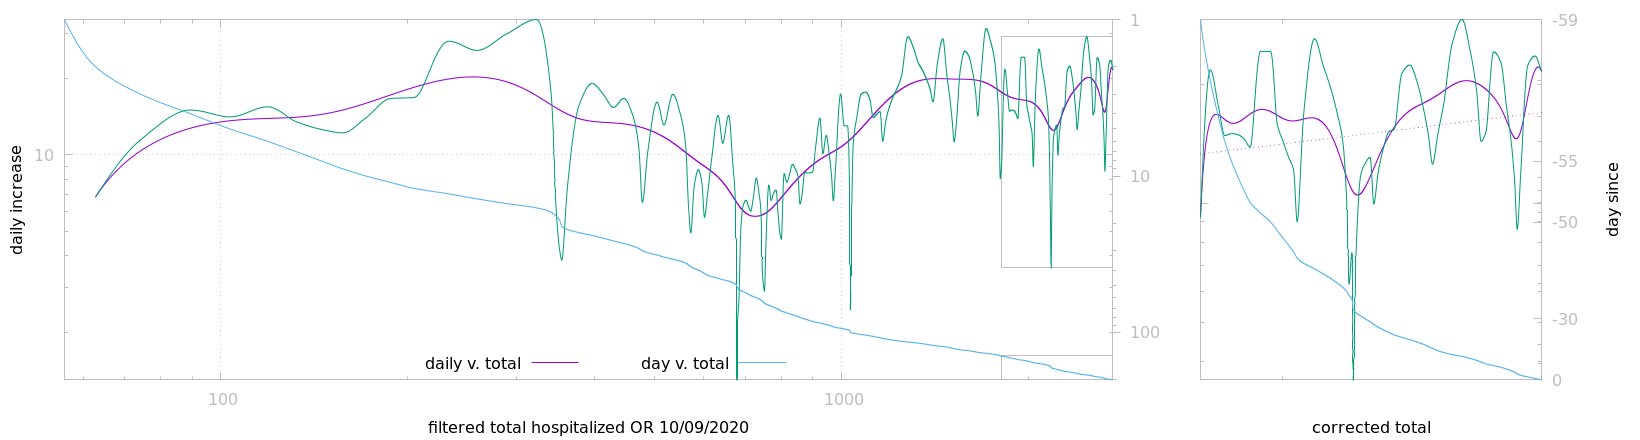 daily increase
10
1
10
100
daily v. total
day v. total
100
1000
filtered total hospitalized OR 10/09/2020
-59
-55
-50
-30
0
day since
corrected total